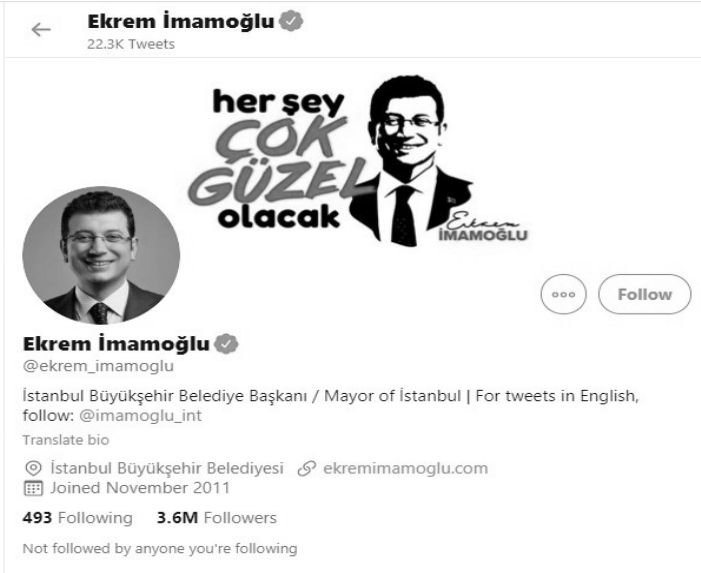 Ekrem İmamoğlu
22.3K Tweets
her şey
ÇOK
GÜZEL
olacak
Ekrem
İMAMOĞLU
Follow
Ekrem İmamoğlu
@ekrem_imamoglu
İstanbul Büyükşehir Belediye Başkanı / Mayor of İstanbul | For tweets in English,
follow: @imamoglu_int
Translate bio
İstanbul Büyükşehir Belediyesi ekremimamoglu.com
Joined November 2011
493 Following 3.6M Followers
Not followed by anyone you're following